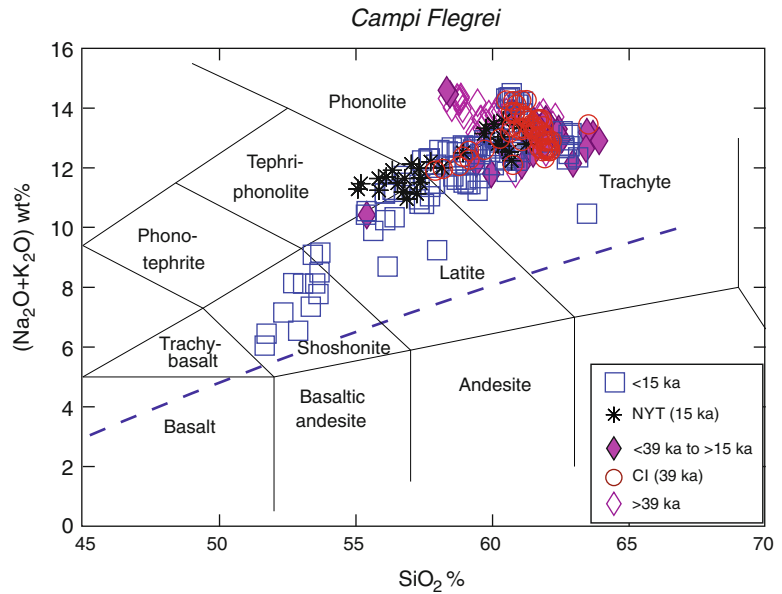 Campi Flegrei
(Na2O+K2O) wt%
16
14
12
10
8
6
4
2
0
Phonolite
Tephri-
phonolite
Trachyte
Phono-
tephrite
Latite
Trachy-
basalt
Shoshonite
Basalt
Basaltic
andesite
Andesite
<15 ka
NYT (15 ka)
<39 ka to >15 ka
CI (39 ka)
>39 ka
45
50
55
60
65
70
SiO2 %